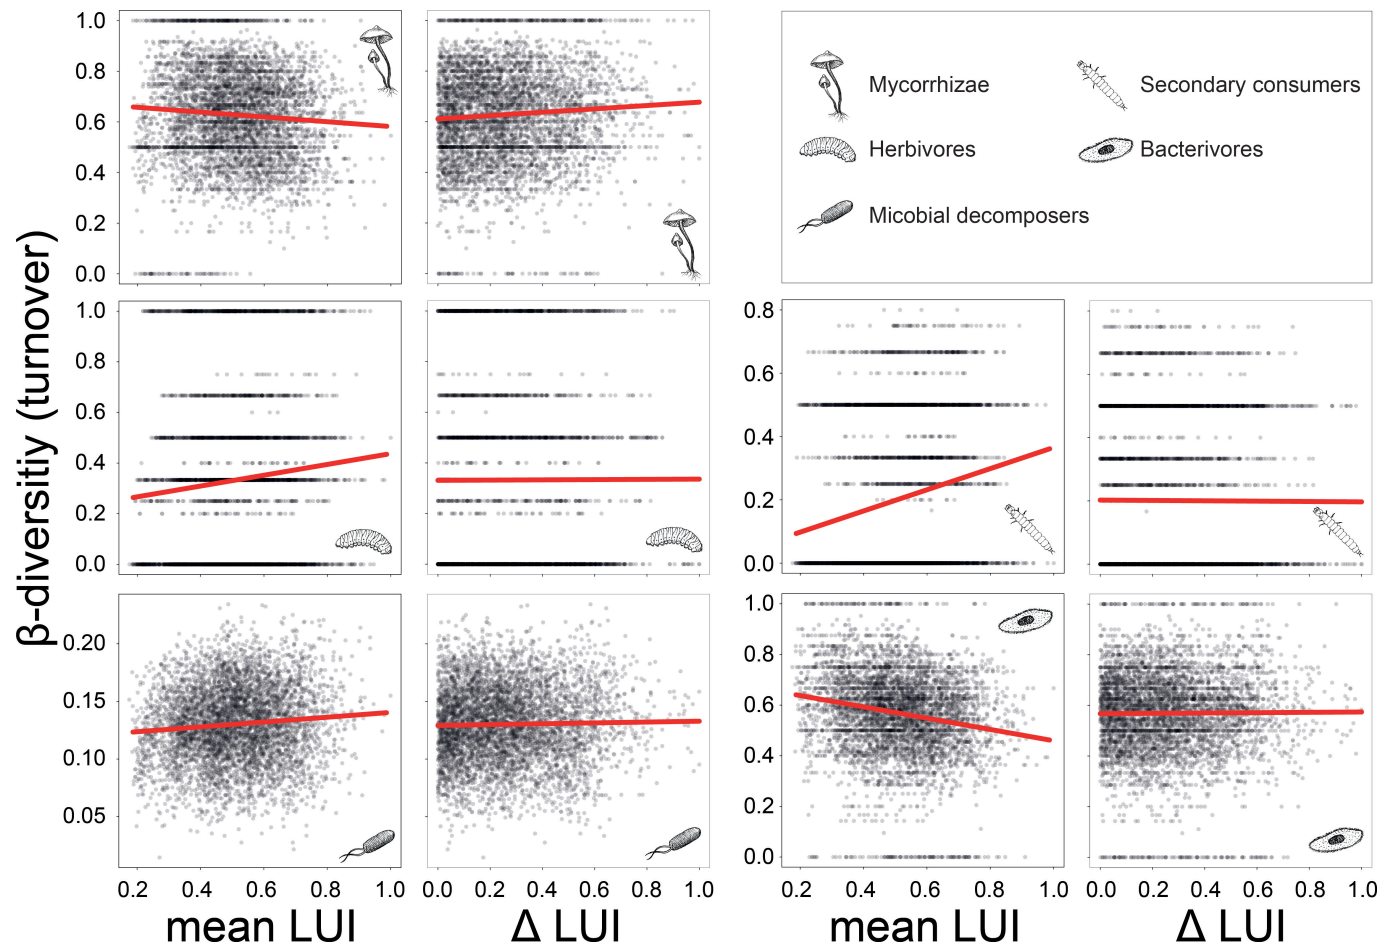 β-diversitiy (turnover)
1.0
0.8
0.6
0.4
0.2
0.0
Mycorrhizae
Secondary consumers
Herbivores
Bacterivores
Micobial decomposers
1.0
0.8
0.6
0.4
0.2
0.0
0.8
0.6
0.4
0.2
0.0
0.20
0.15
0.10
0.05
1.0
0.8
0.6
0.4
0.2
0.0
0.2 0.4 0.6 0.8 1.0
0.0 0.2 0.4 0.6 0.8 1.0
0.2 0.4 0.6 0.8 1.0
0.0 0.2 0.4 0.6 0.8 1.0
mean LUI
Δ LUI
mean LUI
Δ LUI